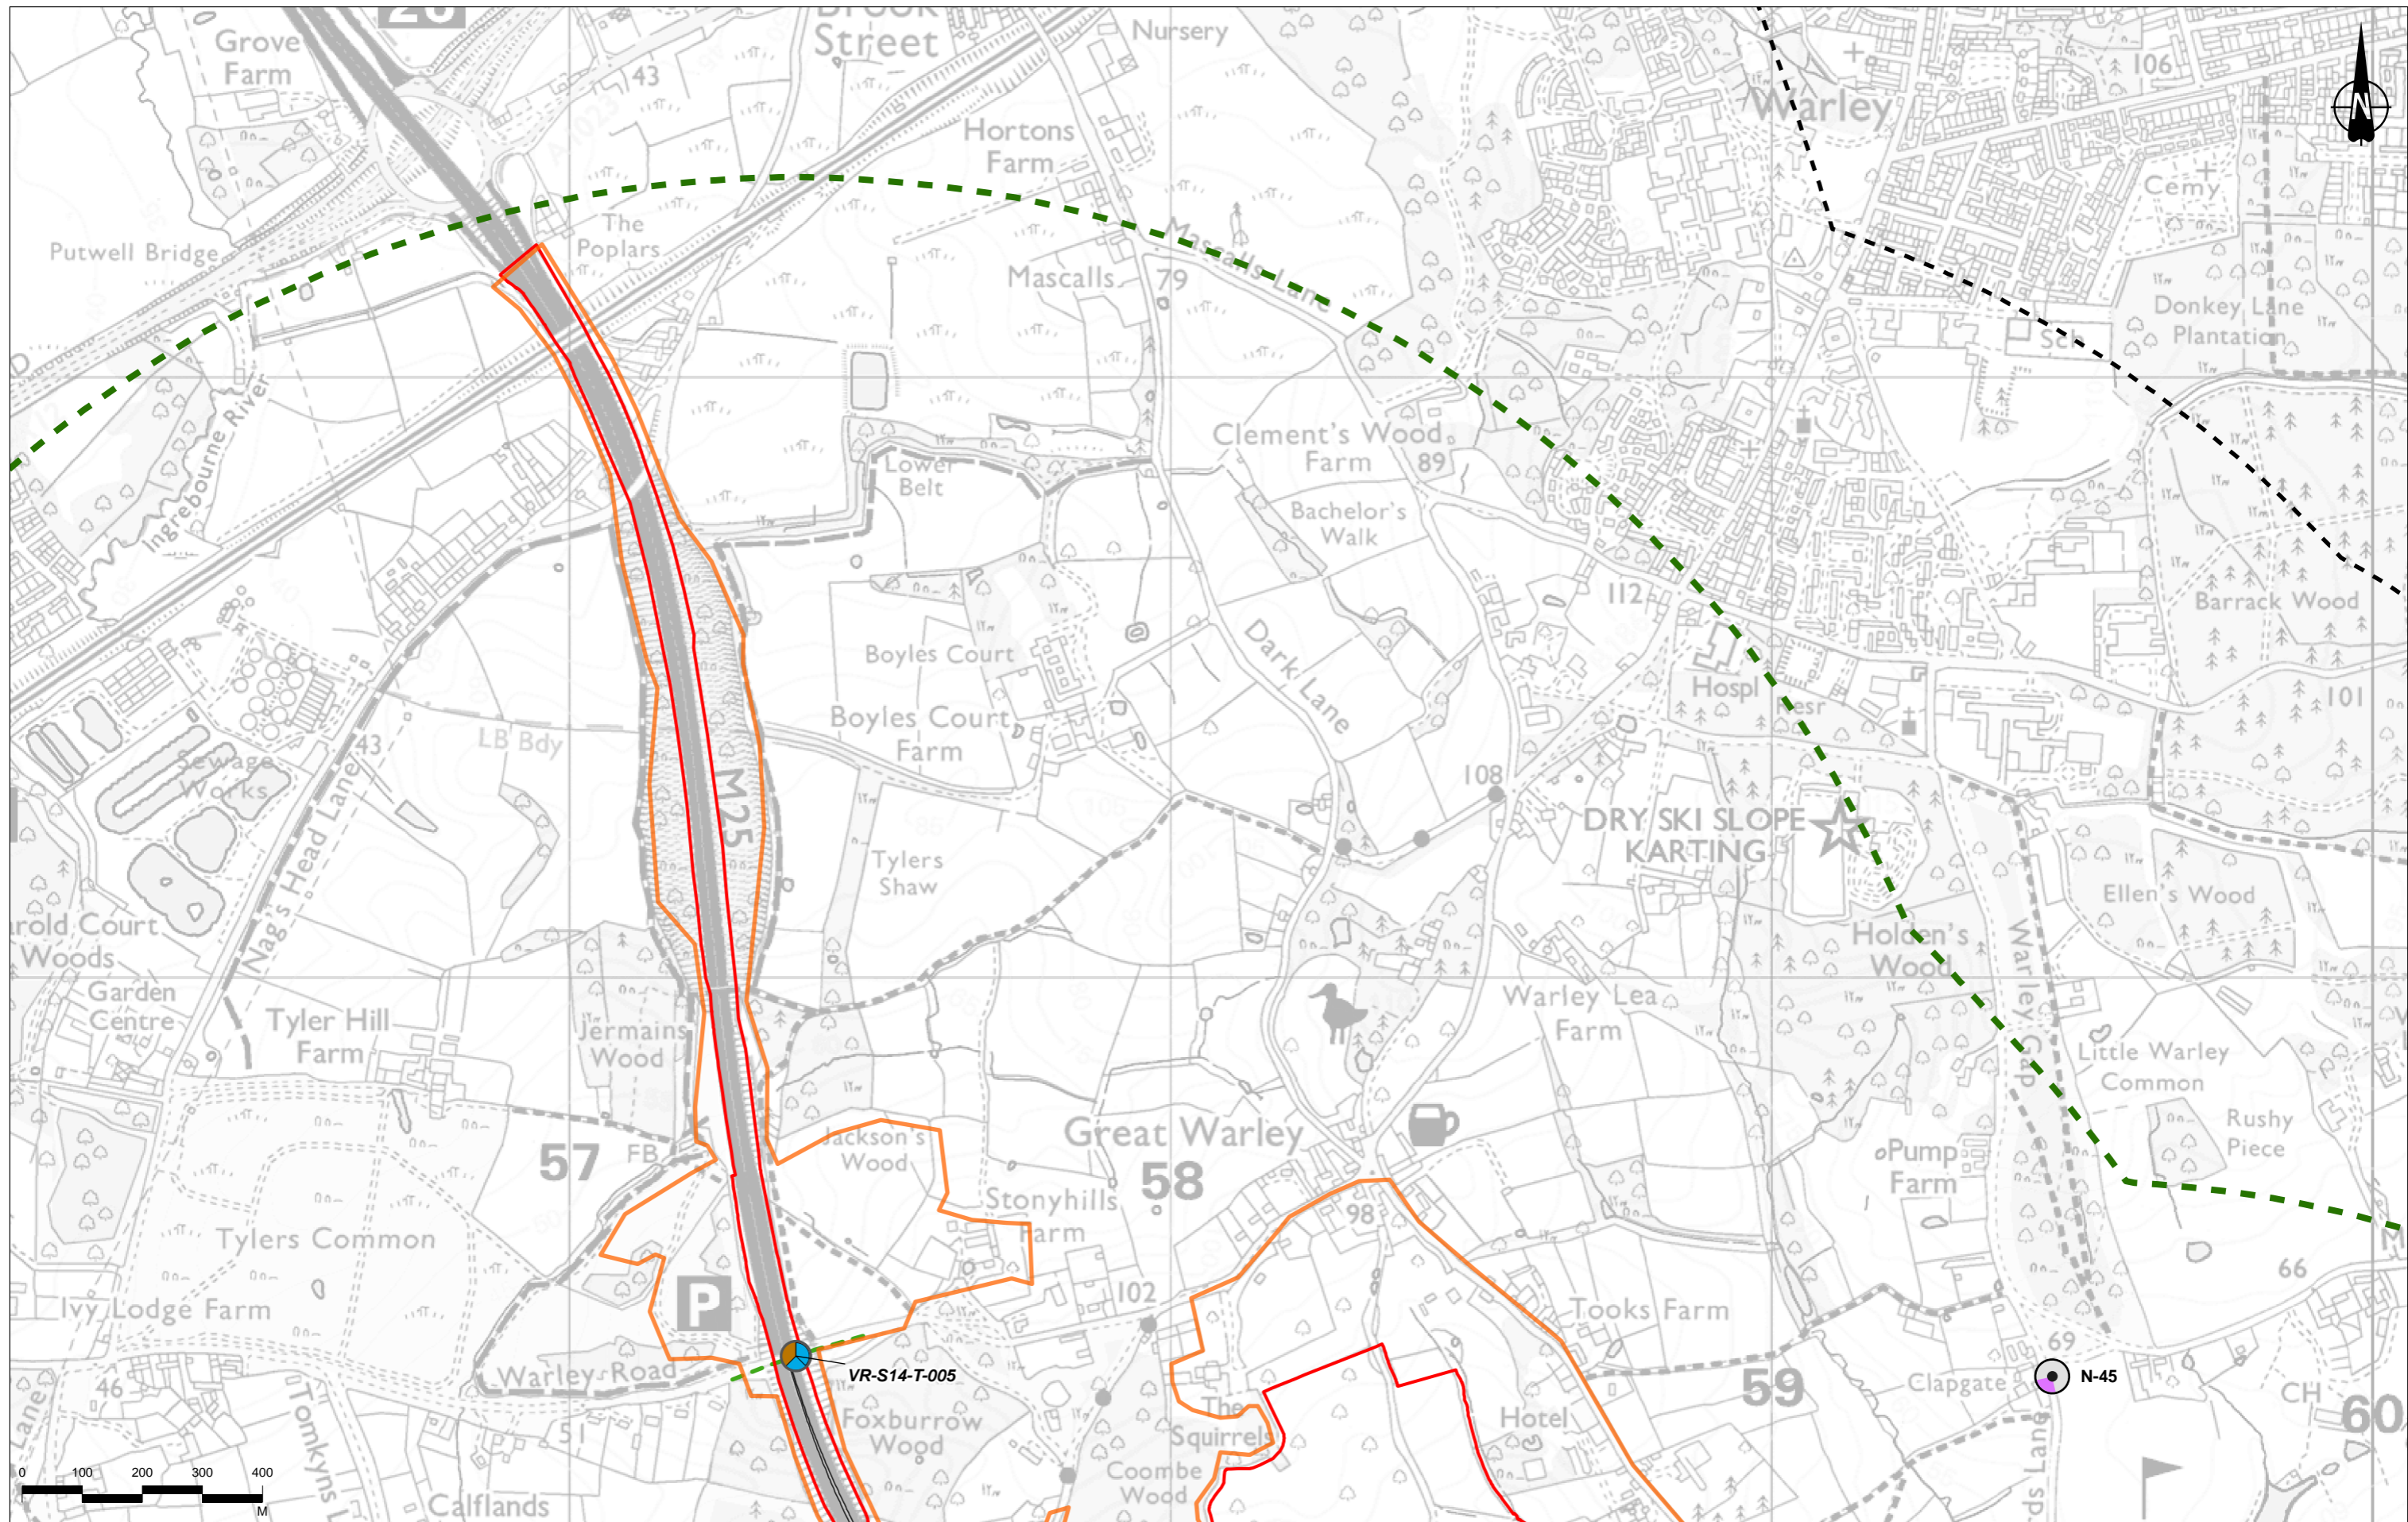 Grove
Farm
43
A1023
Street
Nursery
Hortons
Farm
Warley
106
Cemy
N
Putwell Bridge
The
Poplars
Mascalls
79
Mascalls Lane
Donkey Lane
Plantation
Sch
Ingrebourne River
Lower
Belt
Clement's Wood
Farm
89
Bachelor's
Walk
112
Barrack Wood
Boyles Court
Dark Lane
Hospl
101
Boyles Court
Farm
LB Bdy
43
Sewage
Works
Nags Head Lane
M25
108
DRY SKI SLOPE
KARTING
Tylers
Shaw
Ellen's Wood
Holden's
Wood
Warley Gap
Woods
Garden
Centre
Tyler Hill
Farm
Jermains
Wood
Warley Lea
Farm
Little Warley
Common
Rushy
Piece
57
FB
Jackson's
Wood
Great Warley
58
Pump
Farm
Stonyhills
Farm
98
Tylers Common
66
Ivy Lodge Farm
P
102
Tooks Farm
69
Warley Road
VR-S14-T-005
46
59
Clapgate
N-45
CH
60
Lane
51
Foxburrow
Wood
The
Squirrels
Hotel
Coombe
Wood
Calflands
0 100 200 300 400
M